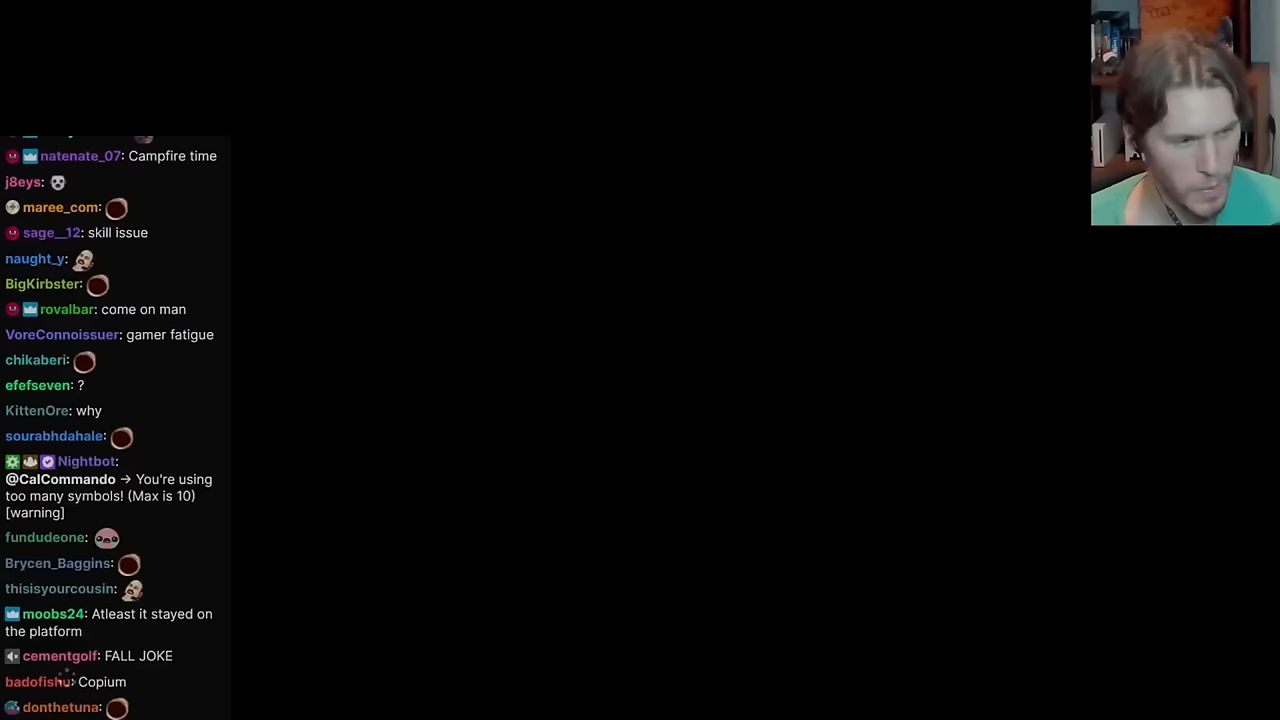 natenate_07: Campfire time
j8eys:
maree_com:
sage__12: skill issue
naught_y:
BigKirbster:
rovalbar: come on man
VoreConnoissuer: gamer fatigue
chikaberi:
efefseven: ?
KittenOre: why
sourabhdahale:
Nightbot:
@CalCommando → You're using
too many symbols! (Max is 10)
[warning]
fundudeone:
Brycen_Baggins:
thisisyourcousin:
moobs24: Atleast it stayed on
the platform
cementgolf: FALL JOKE
badofishu: Copium
donthetuna: